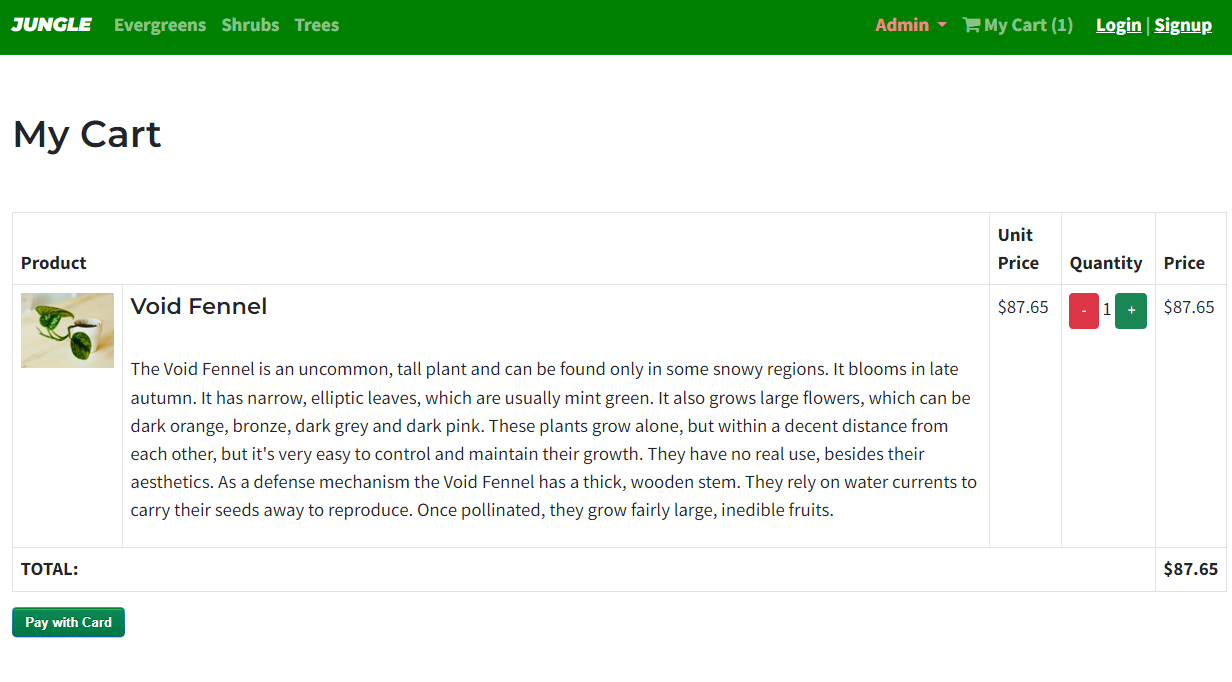 JUNGLE Evergreens Shrubs Trees Admin My Cart (1) Login | Signup
My Cart
Product Unit Price Quantity Price
Void Fennel $87.65 - 1 + $87.65
The Void Fennel is an uncommon, tall plant and can be found only in some snowy regions. It blooms in late
autumn. It has narrow, elliptic leaves, which are usually mint green. It also grows large flowers, which can be
dark orange, bronze, dark grey and dark pink. These plants grow alone, but within a decent distance from
each other, but it's very easy to control and maintain their growth. They have no real use, besides their
aesthetics. As a defense mechanism the Void Fennel has a thick, wooden stem. They rely on water currents to
carry their seeds away to reproduce. Once pollinated, they grow fairly large, inedible fruits.
TOTAL: $87.65
Pay with Card